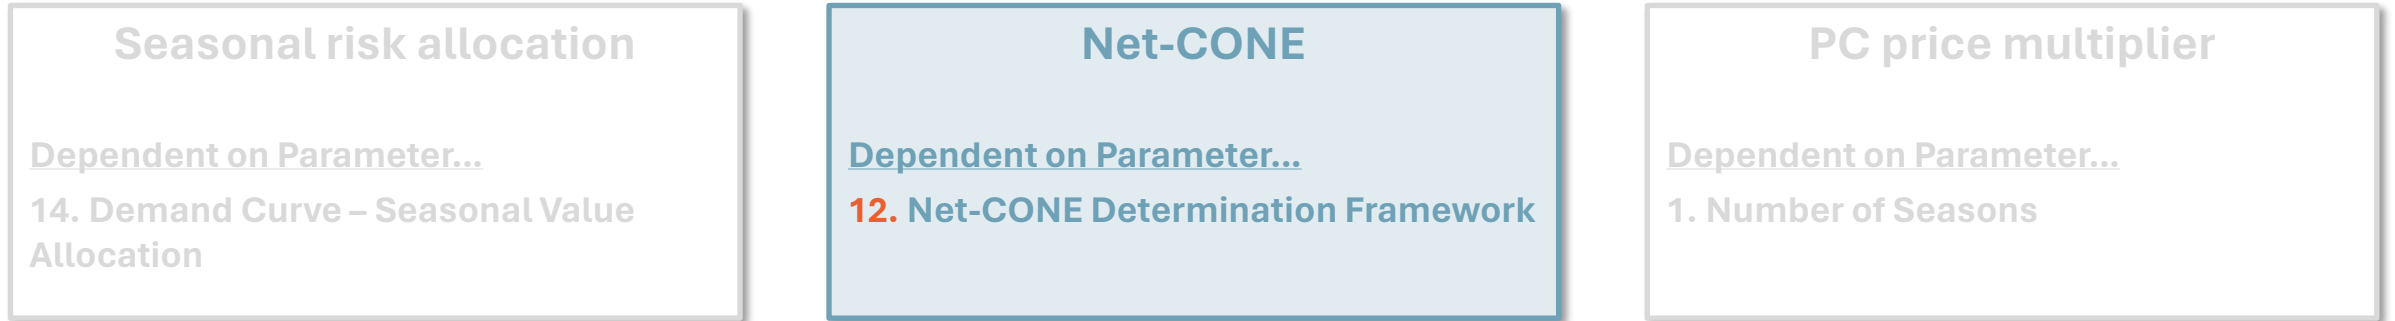 Seasonal risk allocation
Dependent on Parameter...
14. Demand Curve – Seasonal Value
Allocation
Net-CONE
Dependent on Parameter...
12. Net-CONE Determination Framework
PC price multiplier
Dependent on Parameter...
1. Number of Seasons